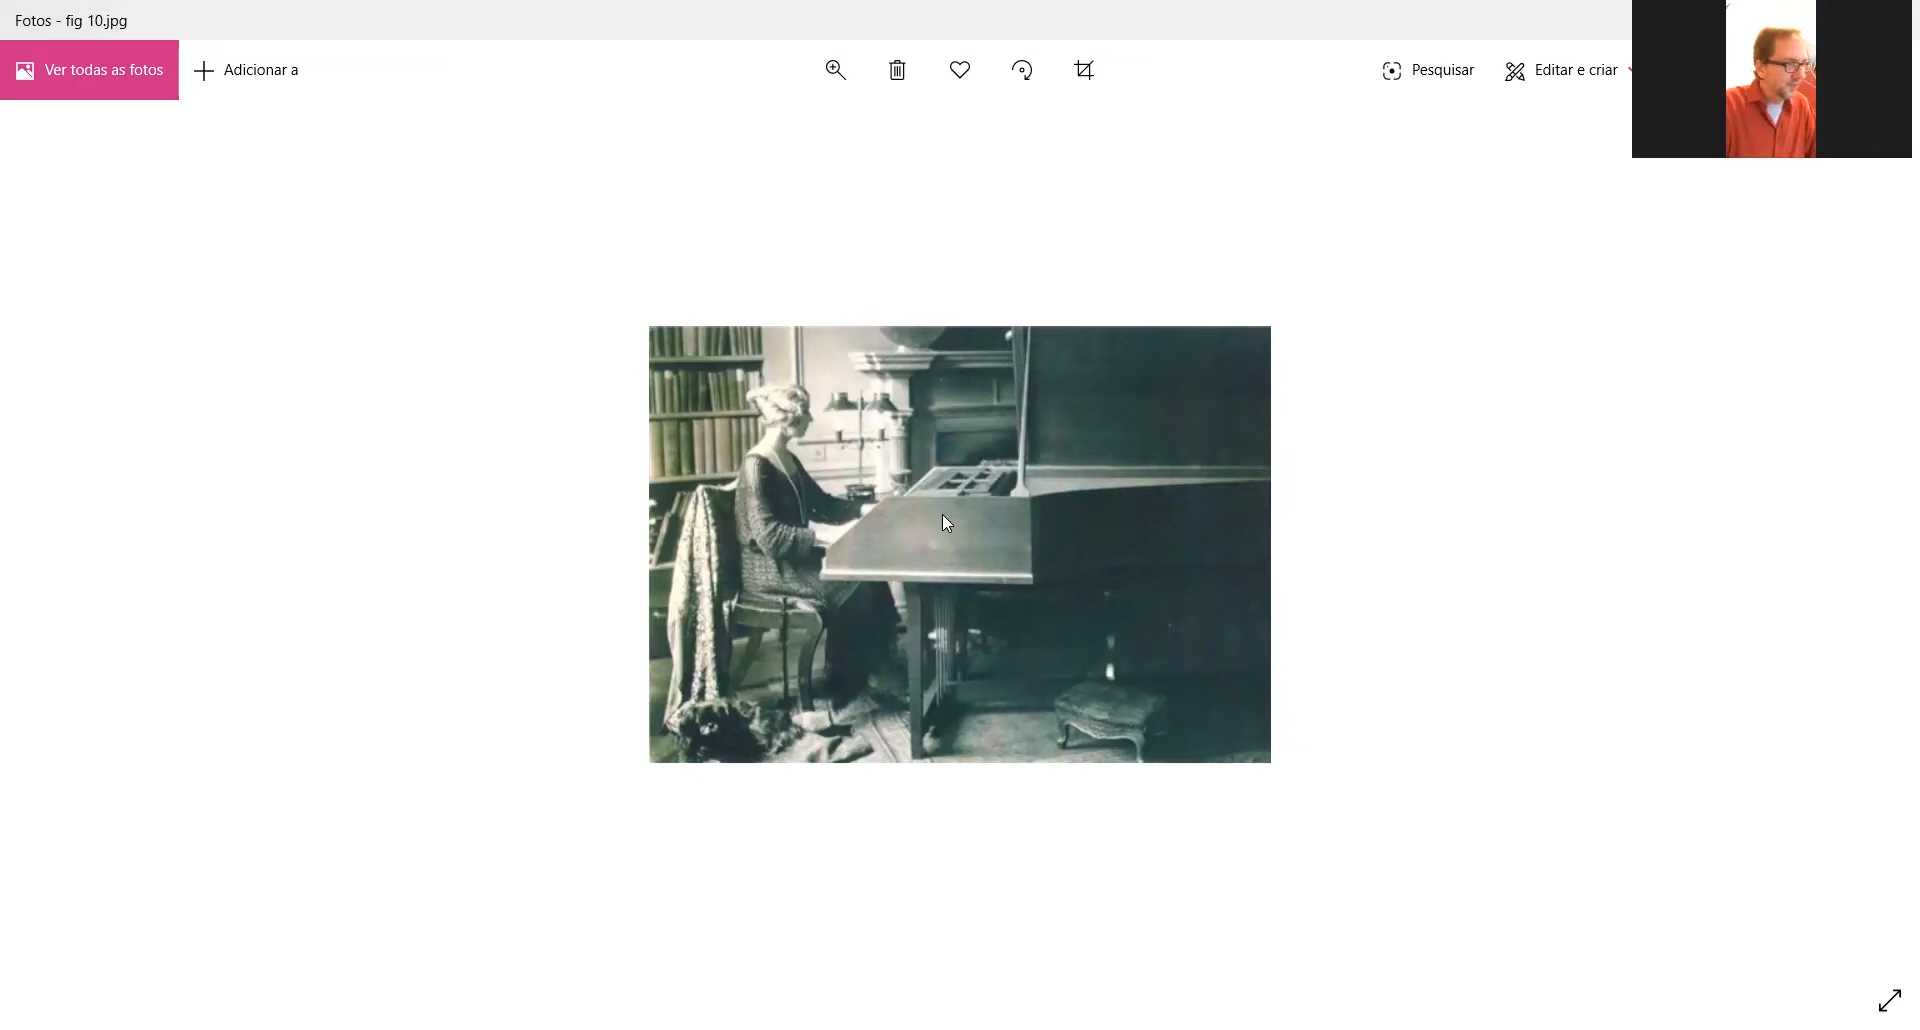 Fotos - fig 10.jpg
Ver todas as fotos
Adicionar a
Pesquisar
Editar e criar